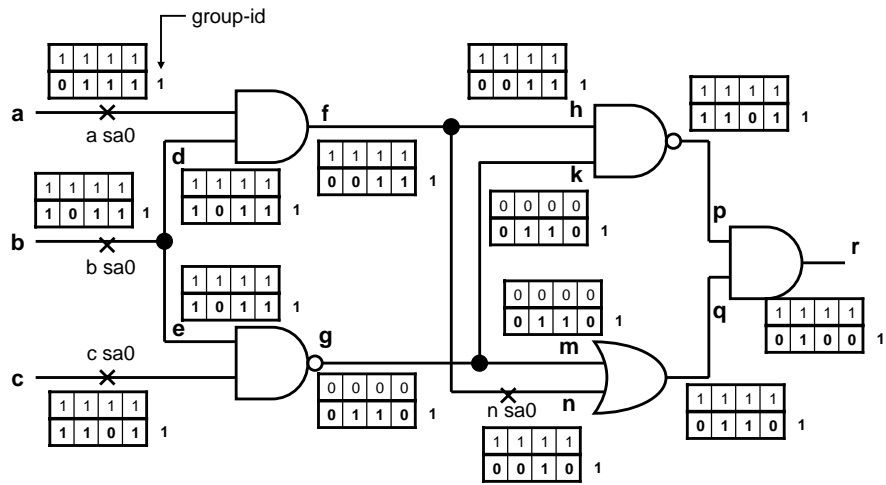 group-id
1 1 1 1
0 1 1 1 1
a
a sa0
d
f
1 1 1 1
0 0 1 1 1
h
1 1 1 1
1 1 0 1 1
1 1 1 1
0 0 1 1 1
1 1 1 1
1 0 1 1 1
k
1 1 1 1
1 0 1 1 1
b
b sa0
0 0 0 0
0 1 1 0 1
p
r
1 1 1 1
1 0 1 1 1
e
g
0 0 0 0
0 1 1 0 1
m
q
1 1 1 1
0 1 0 0 1
c
c sa0
1 1 1 1
1 1 0 1 1
0 0 0 0
0 1 1 0 1
n
n sa0
1 1 1 1
0 1 1 0 1
1 1 1 1
0 0 1 0 1